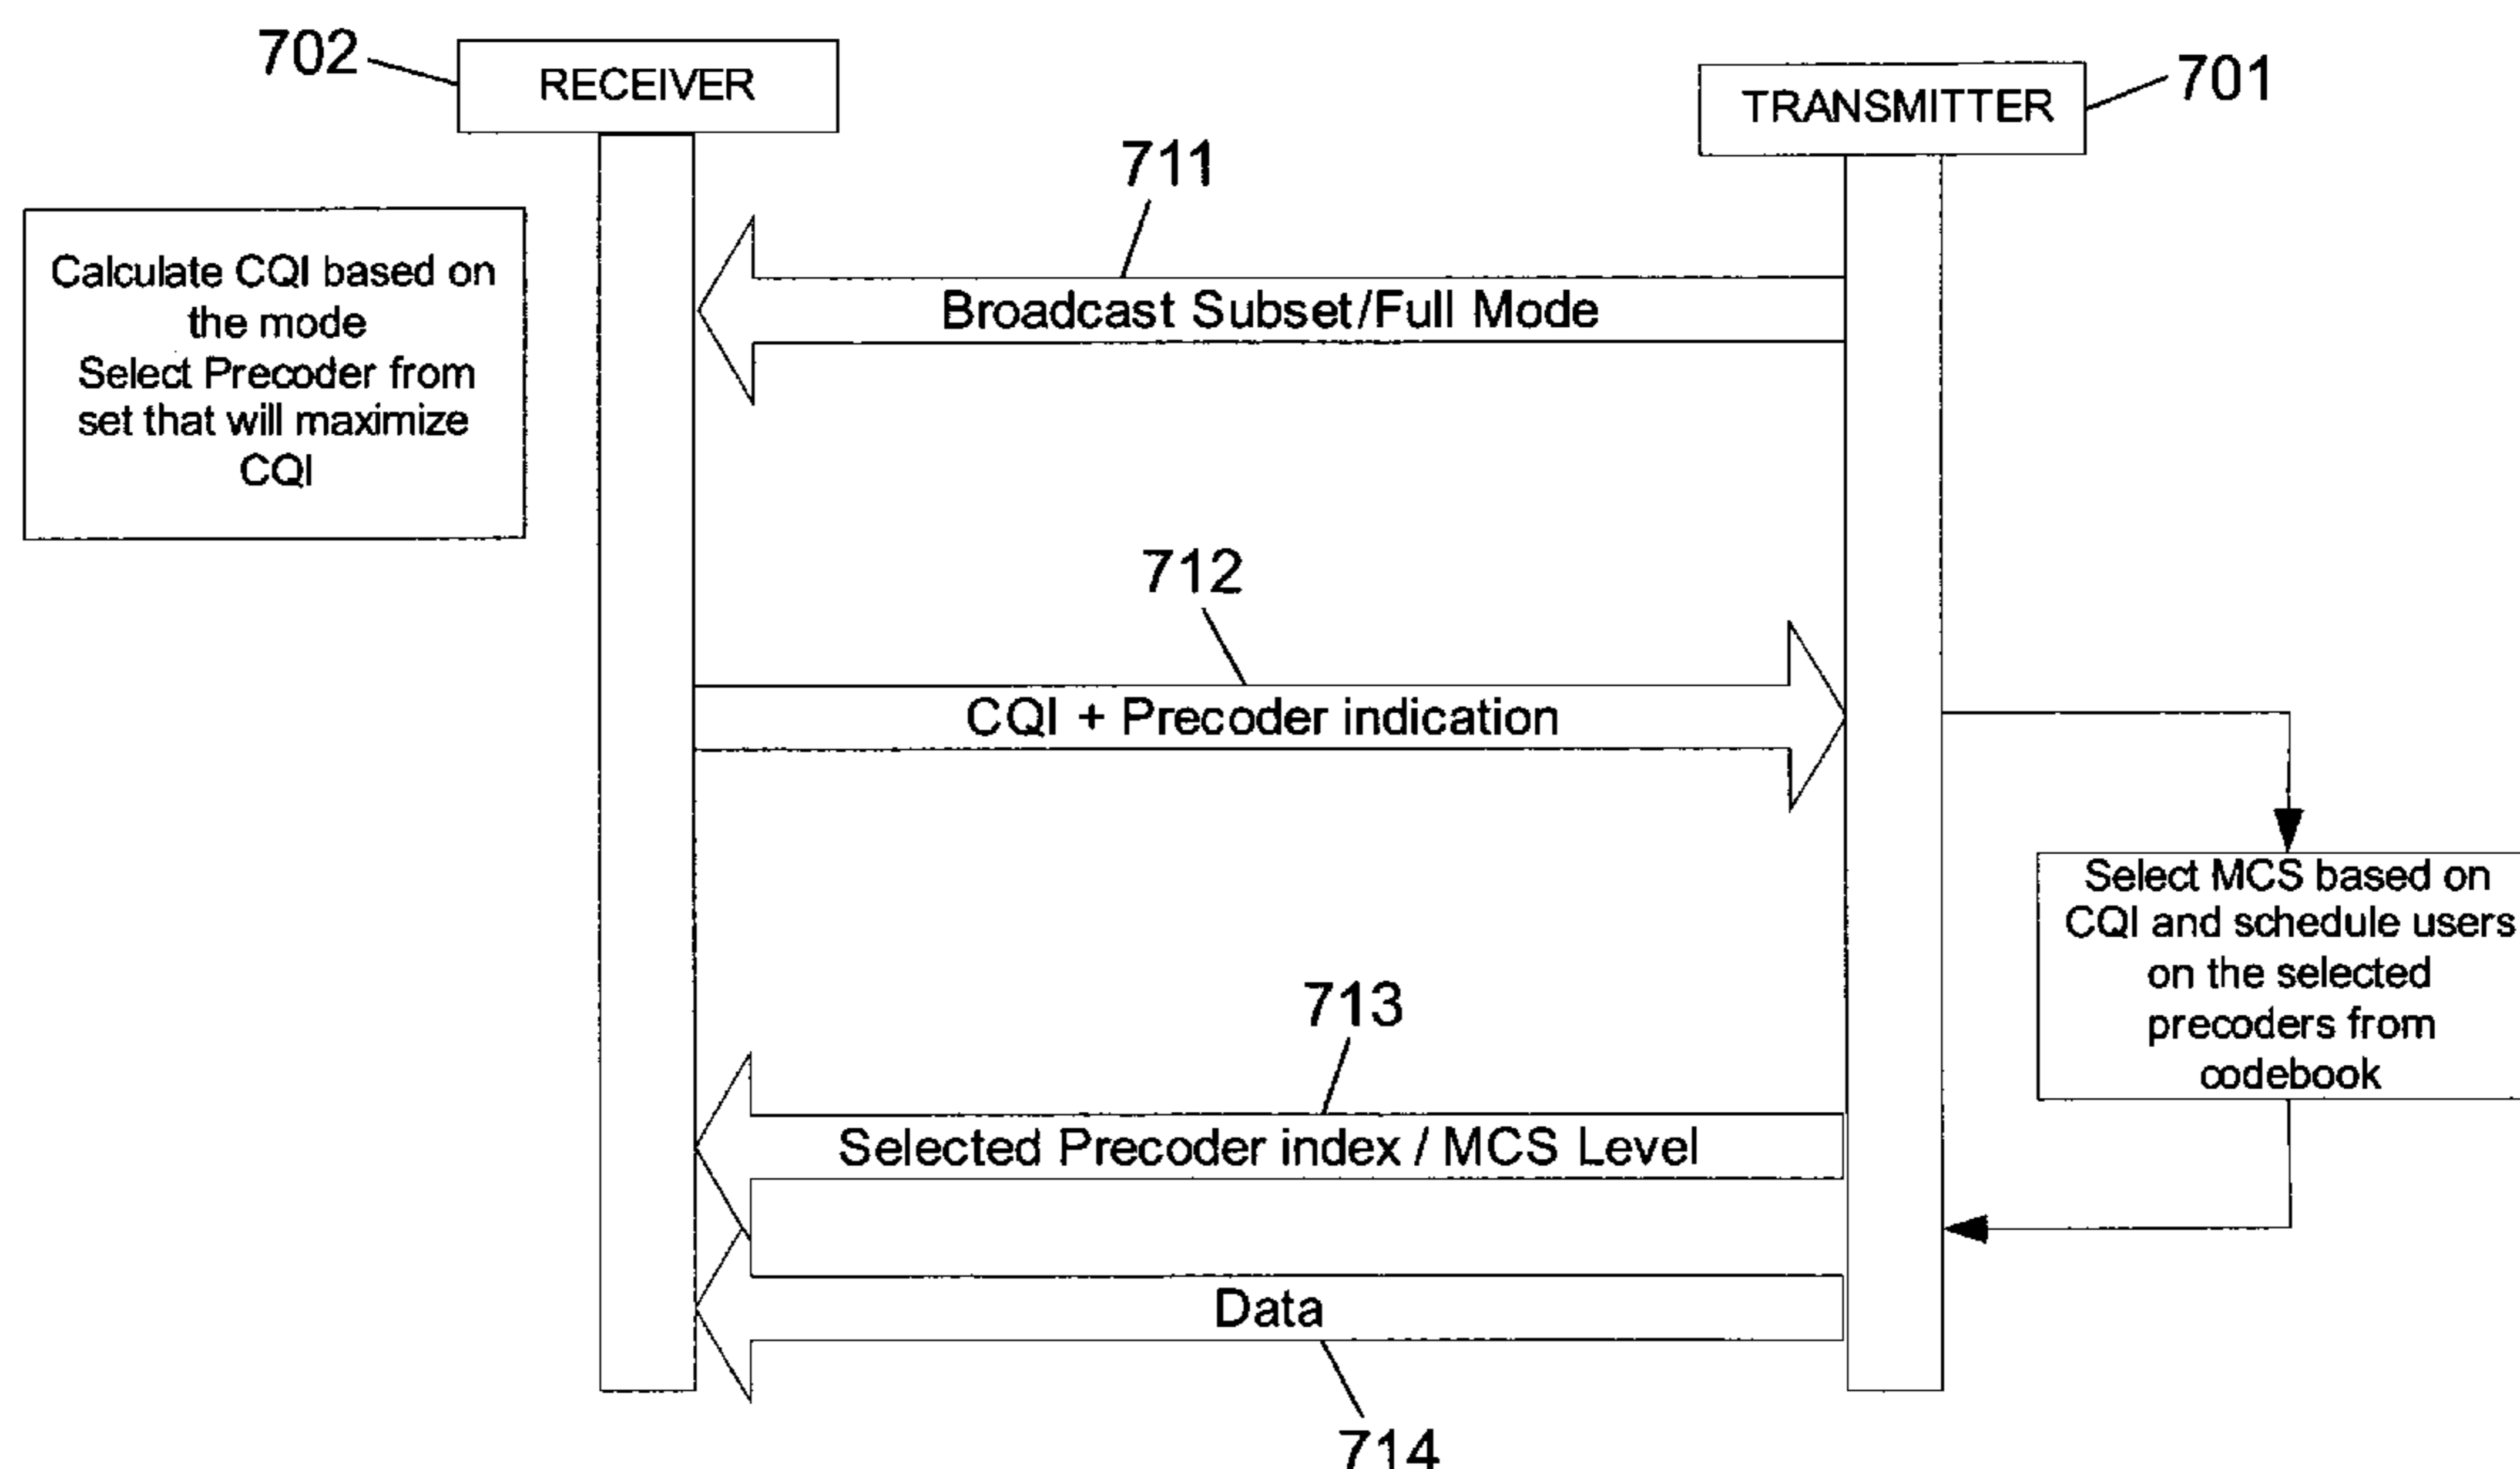 702
RECEIVER
TRANSMITTER
701
711
Broadcast Subset/Full Mode
Calculate CQI based on
the mode
Select Precoder from
set that will maximize
CQI
712
CQI + Precoder indication
Select MCS based on
CQI and schedule users
on the selected
precoders from
codebook
713
Selected Precoder index / MCS Level
Data
714